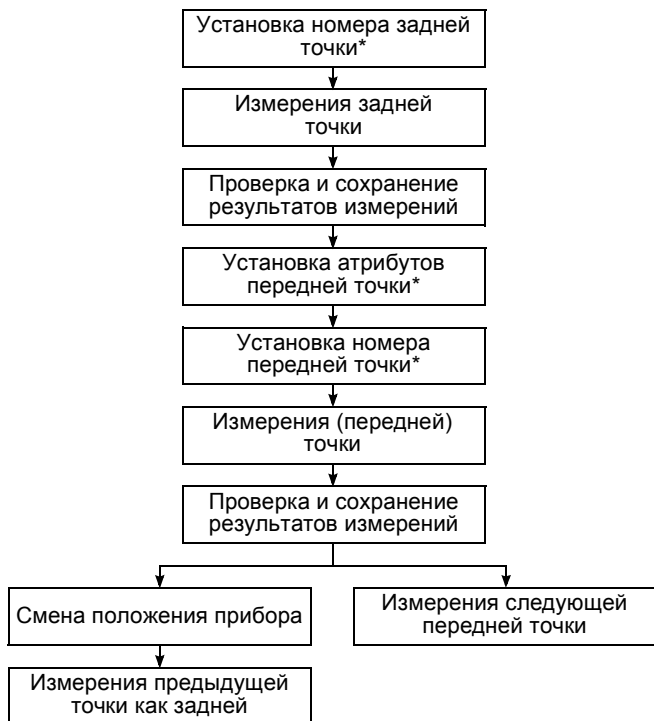 Установка номера задней
точки*
Измерения задней
точки
Проверка и сохранение
результатов измерений
Установка атрибутов
передней точки*
Установка номера
передней точки*
Измерения (передней)
точки
Проверка и сохранение
результатов измерений
Смена положения прибора
Измерения следующей
передней точки
Измерения предыдущей
точки как задней